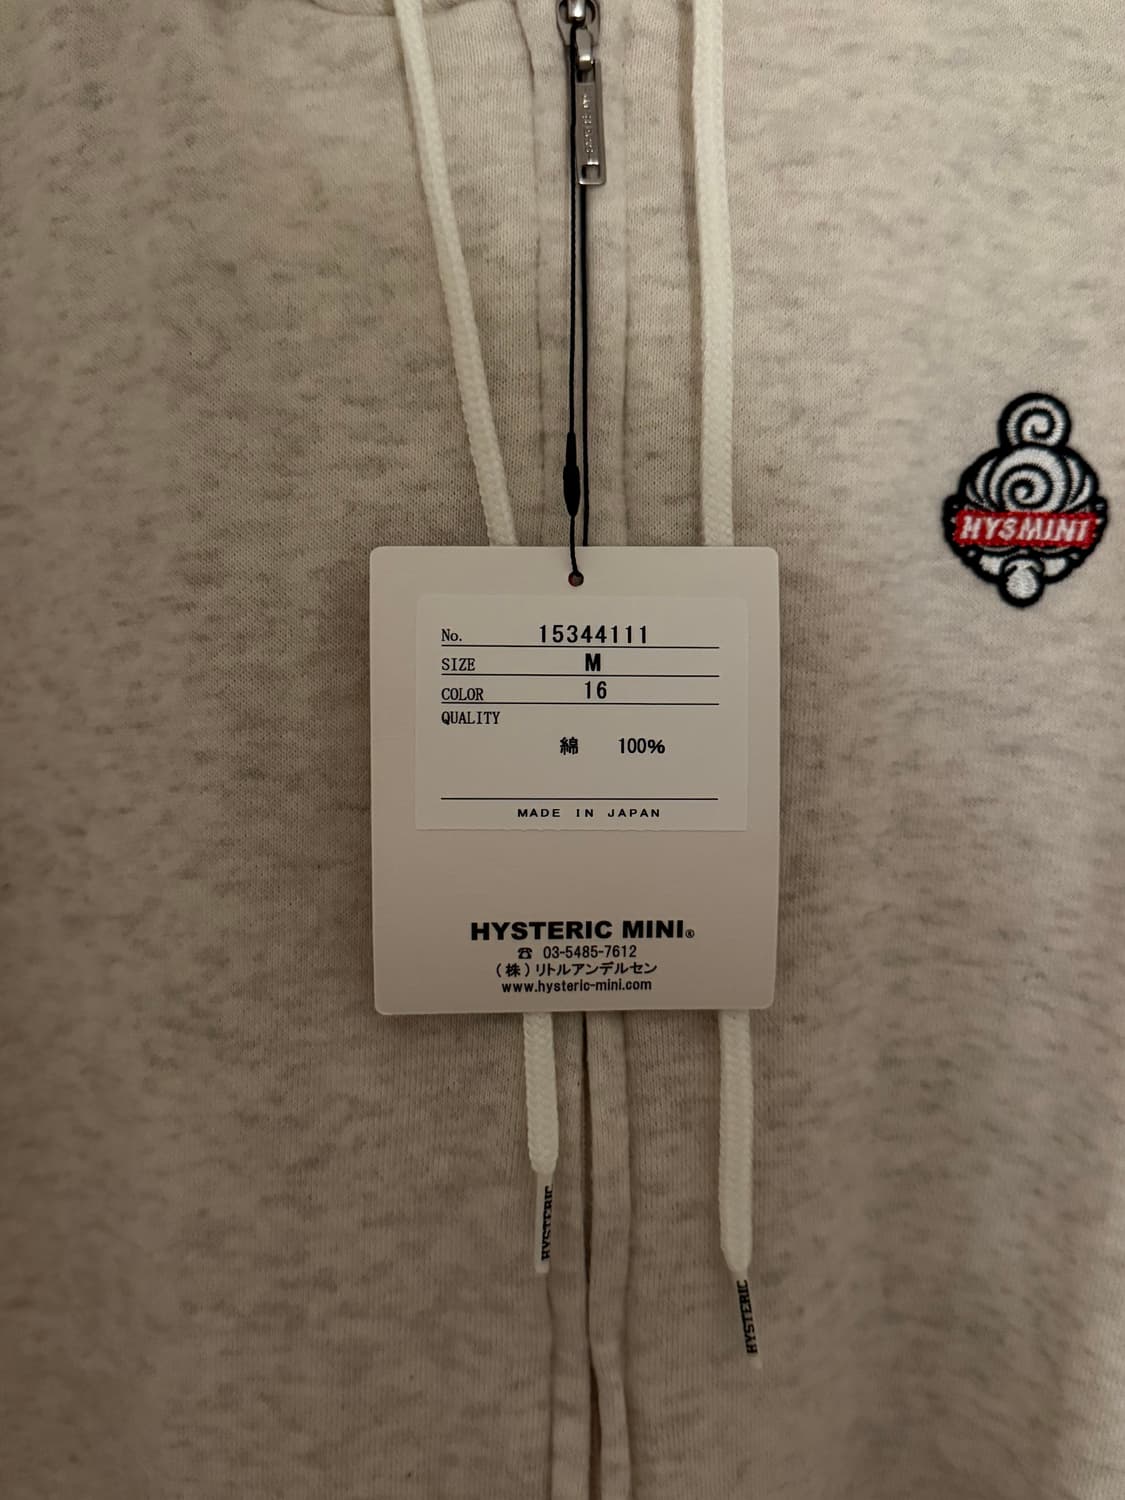 HYSMINI
No. 15344111
SIZE M
COLOR 16
QUALITY
綿 100%
MADE IN JAPAN
HYSTERIC MINI®
☎ 03-5485-7612
(株)リトルアンデルセン
www.hysteric-mini.com
HYSTERIC
HYSTERIC